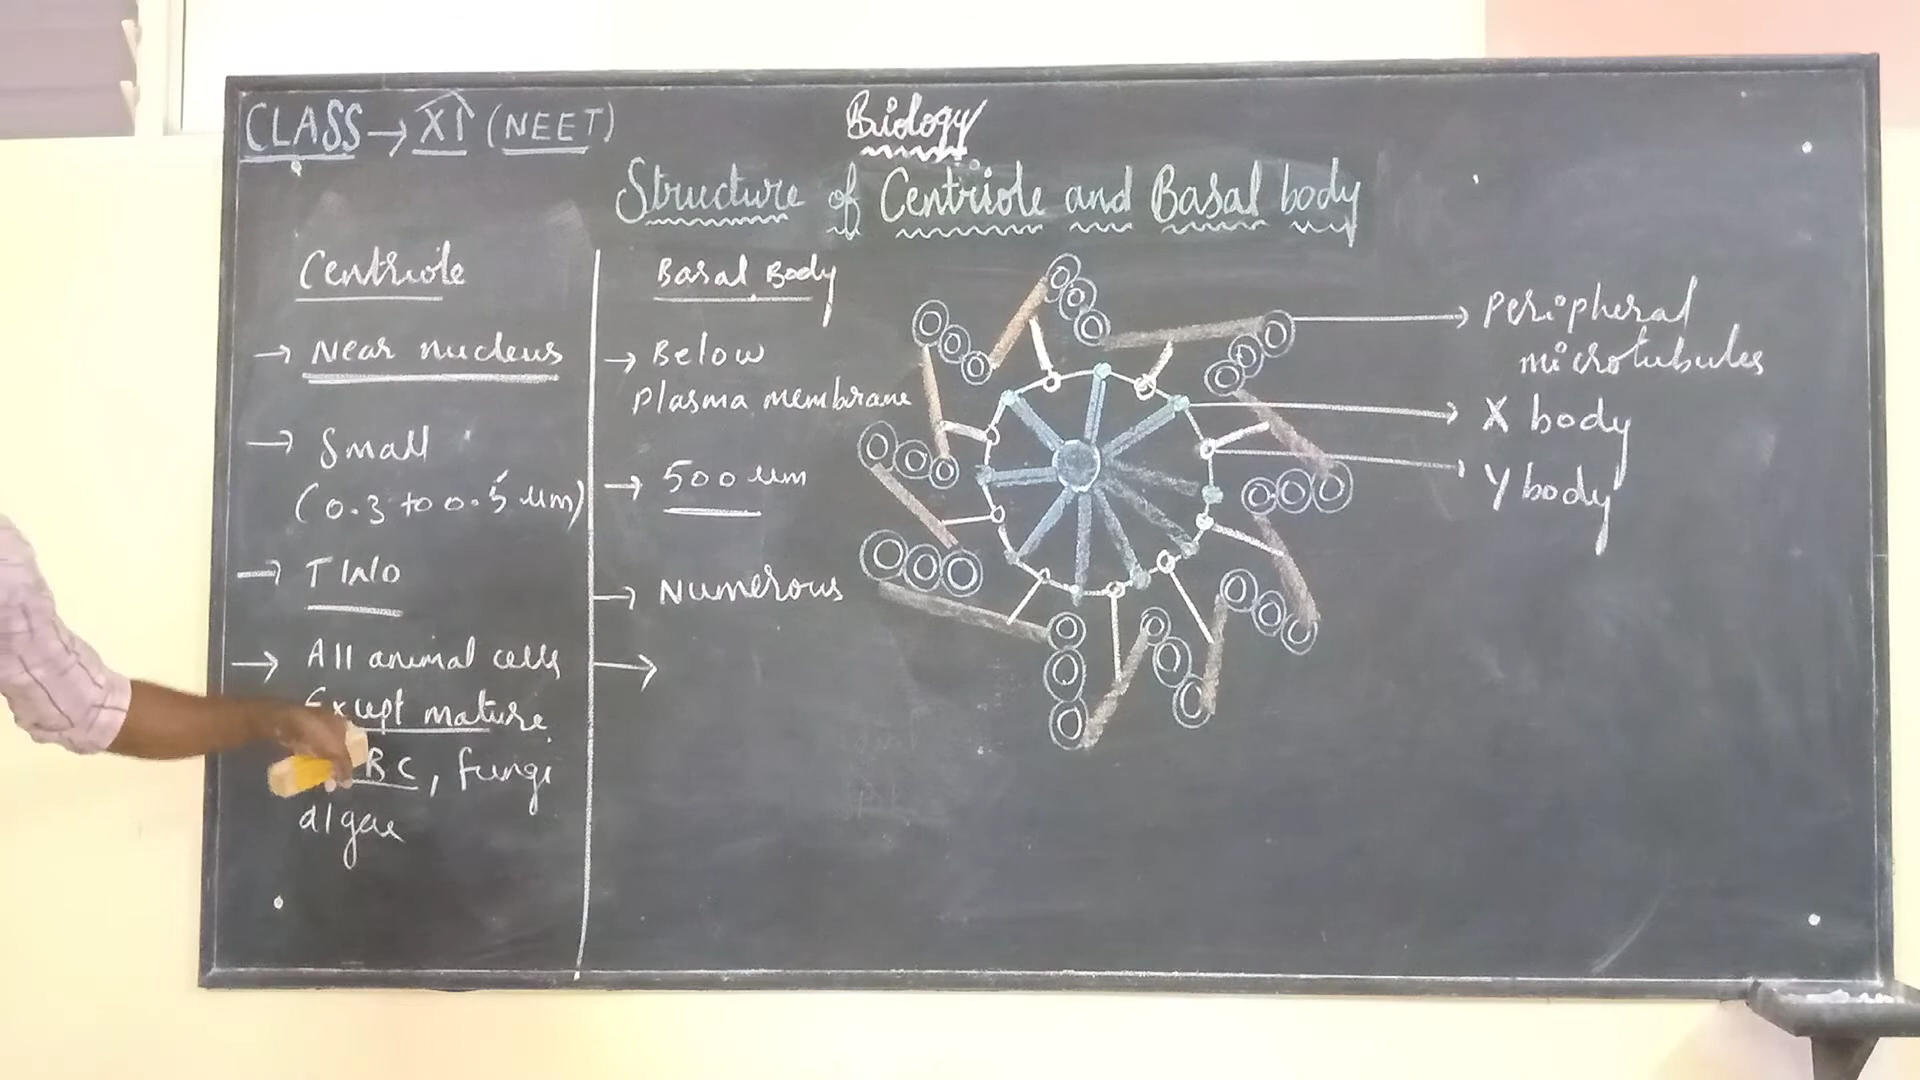 CLASS → XI (NEET)
Biology
Structure of Centriole and Basal body
Centriole
→ Near nucleus
→ Small
(0.3 to 0.5 um)
→ TWO
→ All animal cells
Except mature
RBC, fungi
algae
Basal Body
→ Below
plasma membrane
→ 500 um
→ Numerous
→
Peripheral
microtubules
X body
Y body